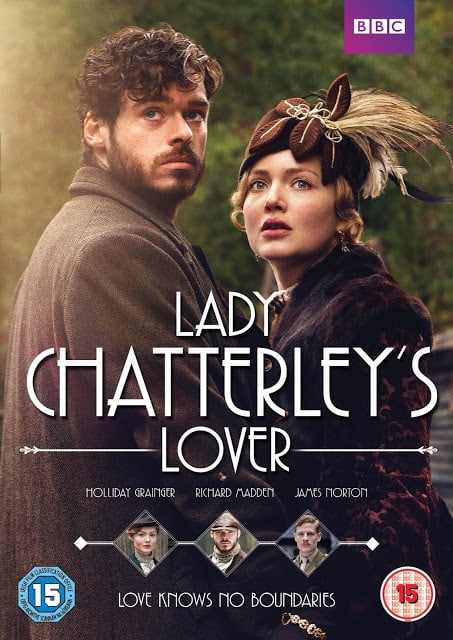 BBC
LADY
CHATTERLEY'S
LOVER
HOLLIDAY GRAINGER RICHARD MADDEN JAMES NORTON
15 15
LOVE KNOWS NO BOUNDARIES